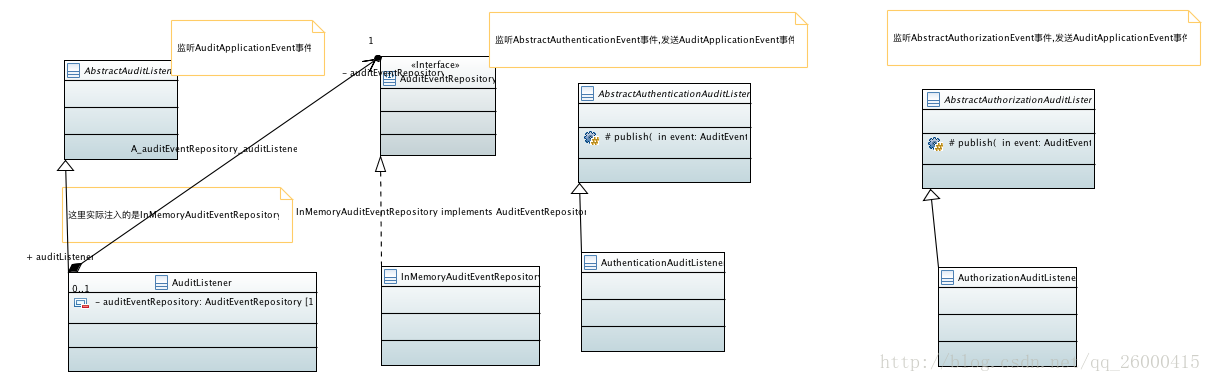 监听AuditApplicationEvent事件
AbstractAuditListen
1
- auditEventRepository
«Interface»
AuditEventRepository
监听AbstractAuthenticationEvent事件,发送AuditApplicationEvent事件
AbstractAuthenticationAuditLister
# publish( in event: AuditEvent
监听AbstractAuthorizationEvent事件,发送AuditApplicationEvent事件
AbstractAuthorizationAuditLister
# publish( in event: AuditEvent
A_auditEventRepository_auditListene
这里实际注入的是InMemoryAuditEventRepository
InMemoryAuditEventRepository implements AuditEventRepositor
+ auditListener
0..1
AuditListener
- auditEventRepository: AuditEventRepository [1
InMemoryAuditEventRepository
AuthenticationAuditListene
AuthorizationAuditListene
http://blog.csdn.net/qq_26000415